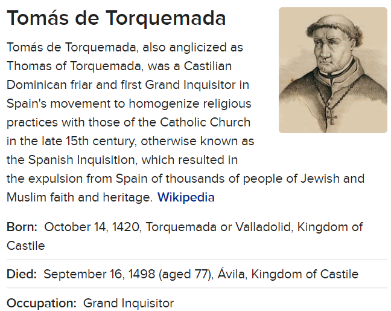 Tomás de Torquemada
Tomás de Torquemada, also anglicized as
Thomas of Torquemada, was a Castilian
Dominican friar and first Grand Inquisitor in
Spain's movement to homogenize religious
practices with those of the Catholic Church
in the late 15th century, otherwise known as
the Spanish Inquisition, which resulted in
the expulsion from Spain of thousands of people of Jewish and
Muslim faith and heritage. Wikipedia
Born: October 14, 1420, Torquemada or Valladolid, Kingdom of
Castile
Died: September 16, 1498 (aged 77), Ávila, Kingdom of Castile
Occupation: Grand Inquisitor